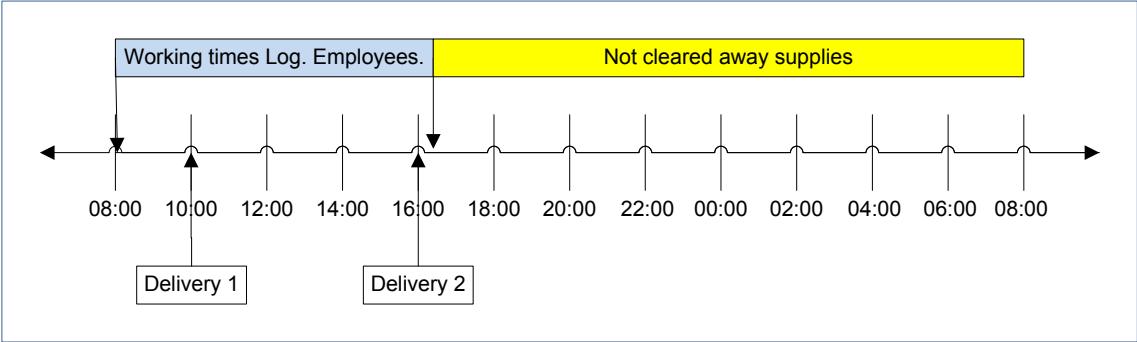 Working times Log. Employees. Not cleared away supplies
08:00 10:00 12:00 14:00 16:00 18:00 20:00 22:00 00:00 02:00 04:00 06:00 08:00
Delivery 1 Delivery 2